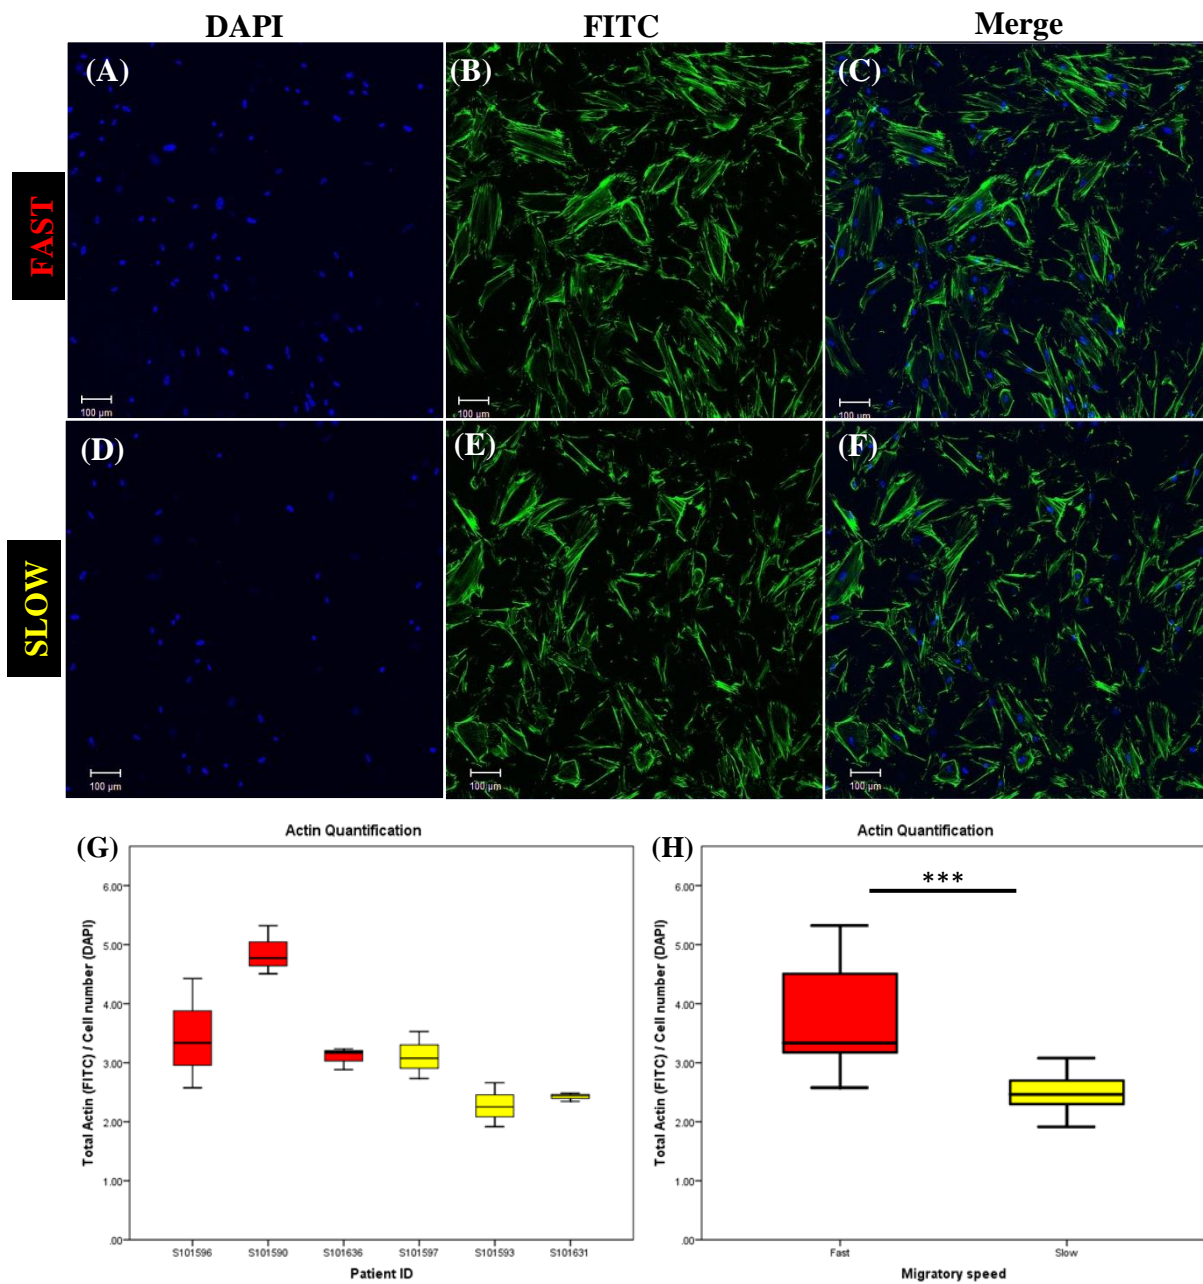 DAPI FITC Merge
FAST
(A) (B) (C)
100 µm 100 µm 100 µm
SLOW
(D) (E) (F)
100 µm 100 µm 100 µm
(G)
Actin Quantification
Total Actin (FITC) / Cell number (DAPI)
6.00
5.00
4.00
3.00
2.00
1.00
.00
S101596 S101590 S101636 S101597 S101593 S101631
Patient ID
(H)
Actin Quantification
***
Total Actin (FITC) / Cell number (DAPI)
6.00
5.00
4.00
3.00
2.00
1.00
.00
Fast Slow
Migratory speed